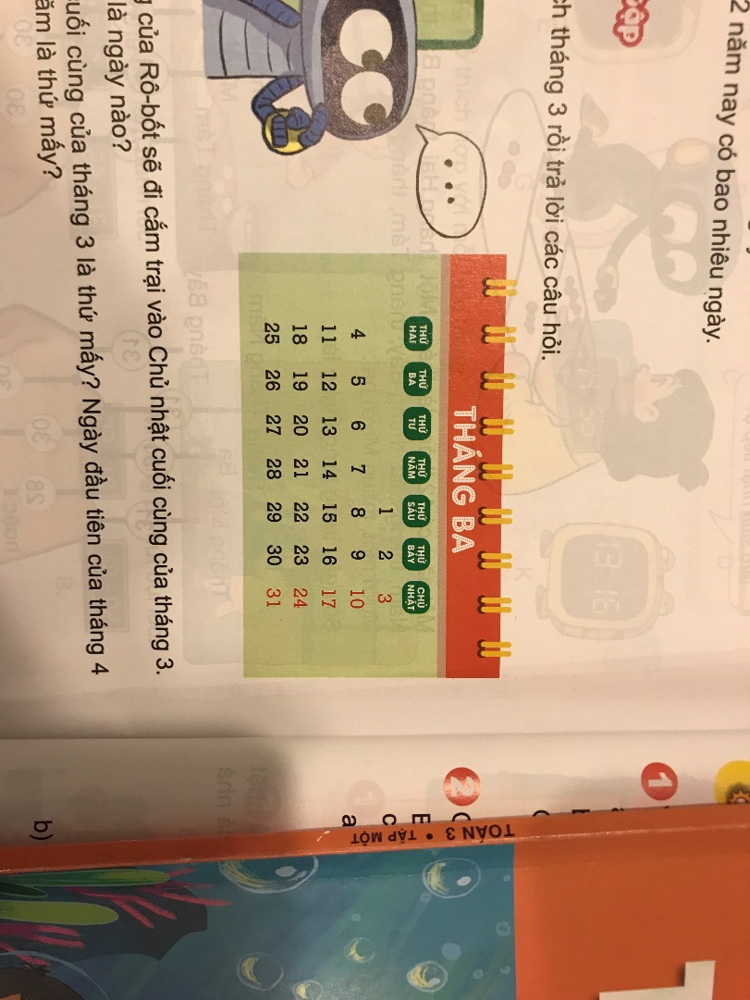 2 năm nay có bao nhiêu ngày.
tập
ch tháng 3 rồi trả lời các câu hỏi.
...
THÁNG BA
THỨ HAI THỨ BA THỨ TƯ THỨ NĂM THỨ SÁU THỨ BẢY CHỦ NHẬT
1 2 3
4 5 6 7 8 9 10
11 12 13 14 15 16 17
18 19 20 21 22 23 24
25 26 27 28 29 30 31
g của Rô-bốt sẽ đi cắm trại vào Chủ nhật cuối cùng của tháng 3.
là ngày nào?
uối cùng của tháng 3 là thứ mấy? Ngày đầu tiên của tháng 4
ăm là thứ mấy?
1
2
a
b)
TOÁN 3 • TẬP MỘT